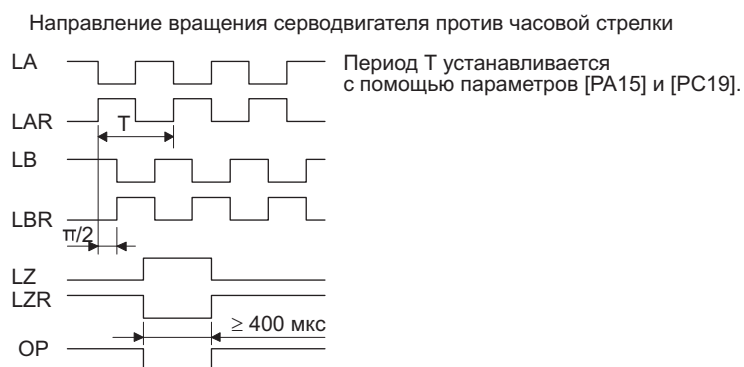 Направление вращения серводвигателя против часовой стрелки
LA
Период T устанавливается
с помощью параметров [PA15] и [PC19].
LAR
T
LB
LBR
π/2
LZ
LZR
≥ 400 мкс
OP